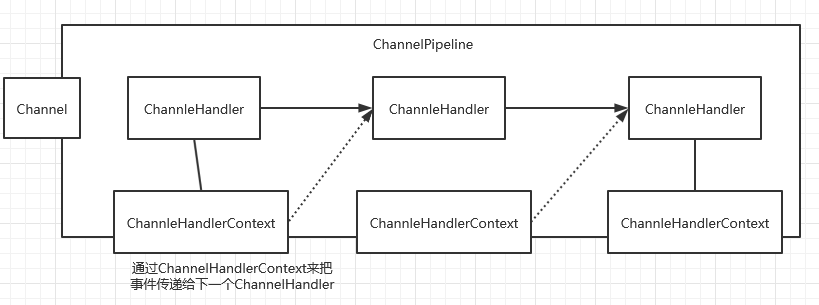 ChannelPipeline
Channel
ChannleHandler
ChannleHandler
ChannleHandler
ChannleHandlerContext
ChannleHandlerContext
ChannleHandlerContext
通过ChannelHandlerContext来把
事件传递给下一个ChannelHandler